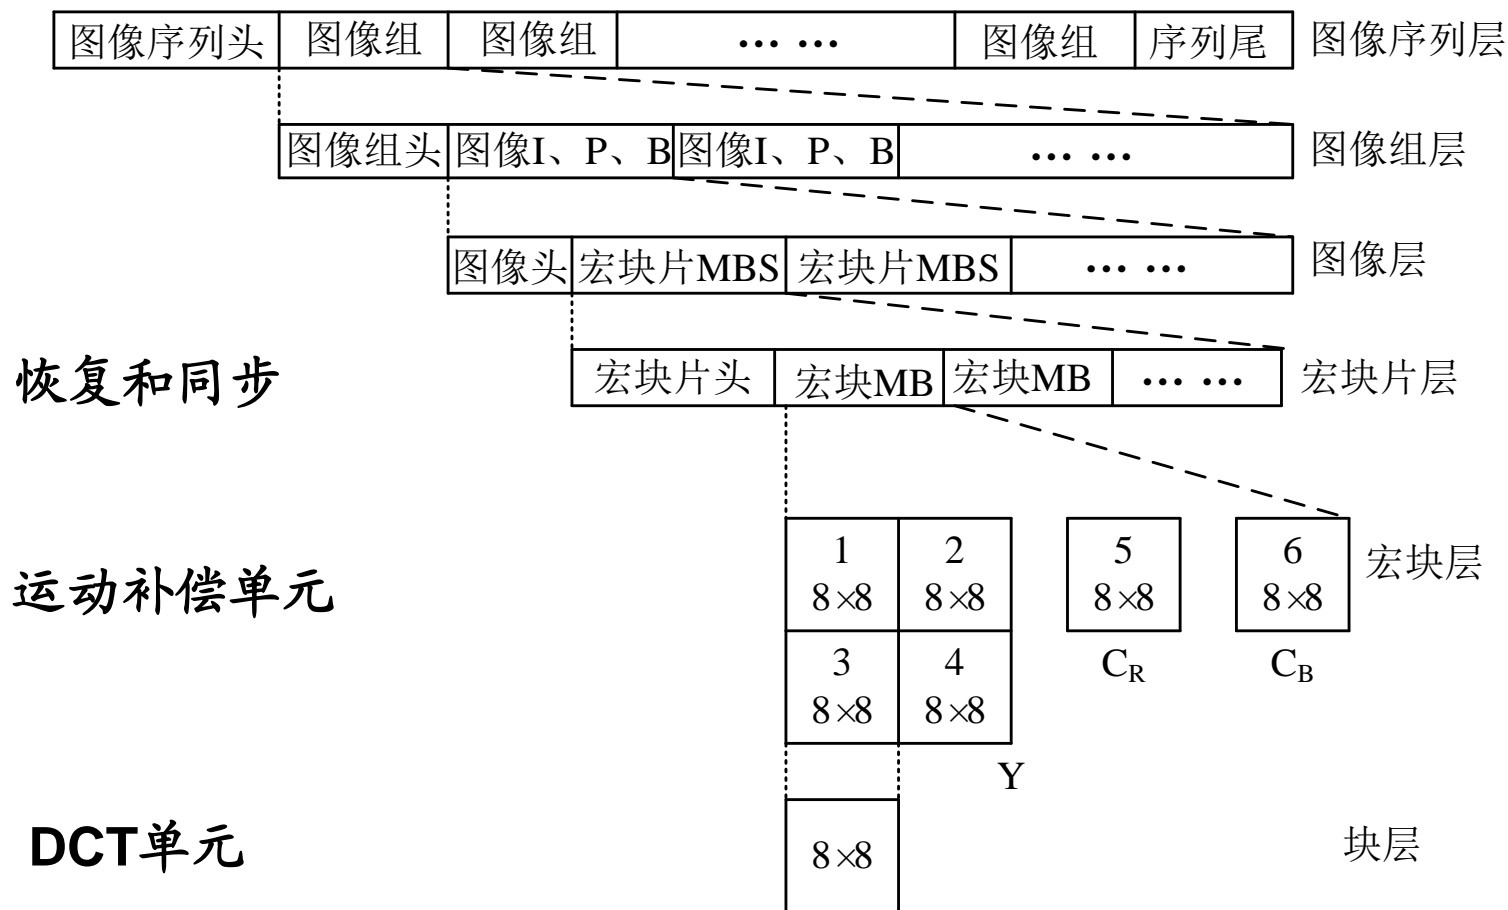 图像序列头 图像组 图像组 … … 图像组 序列尾 图像序列层
图像组头 图像I、P、B 图像I、P、B … … 图像组层
图像头 宏块片MBS 宏块片MBS … … 图像层
恢复和同步 宏块片头 宏块MB 宏块MB … … 宏块片层
1 2 5 6
8×8 8×8 8×8 8×8
运动补偿单元 宏块层
3 4 C_R C_B
8×8 8×8
Y
DCT单元 8×8 块层